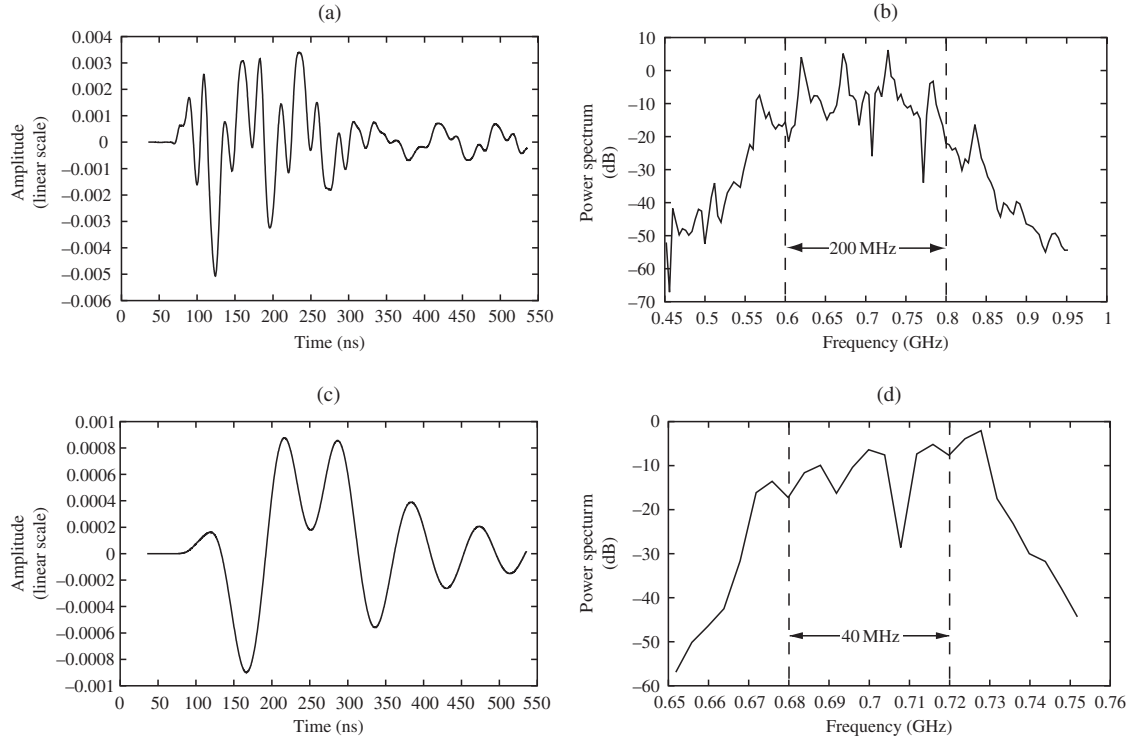 (a)
0.004
0.003
0.002
0.001
0
–0.001
–0.002
–0.003
–0.004
–0.005
–0.006
Amplitude
(linear scale)
0 50 100 150 200 250 300 350 400 450 500 550
Time (ns)
(b)
10
0
–10
–20
–30
–40
–50
–60
–70
Power spectrum
(dB)
200 MHz
0.45 0.5 0.55 0.6 0.65 0.7 0.75 0.8 0.85 0.9 0.95 1
Frequency (GHz)
(c)
0.001
0.0008
0.0006
0.0004
0.0002
0
–0.0002
–0.0004
–0.0006
–0.0008
–0.001
Amplitude
(linear scale)
0 50 100 150 200 250 300 350 400 450 500 550
Time (ns)
(d)
0
–10
–20
–30
–40
–50
–60
Power specturm
(dB)
40 MHz
0.65 0.66 0.67 0.68 0.69 0.7 0.71 0.72 0.73 0.74 0.75 0.76
Frequency (GHz)